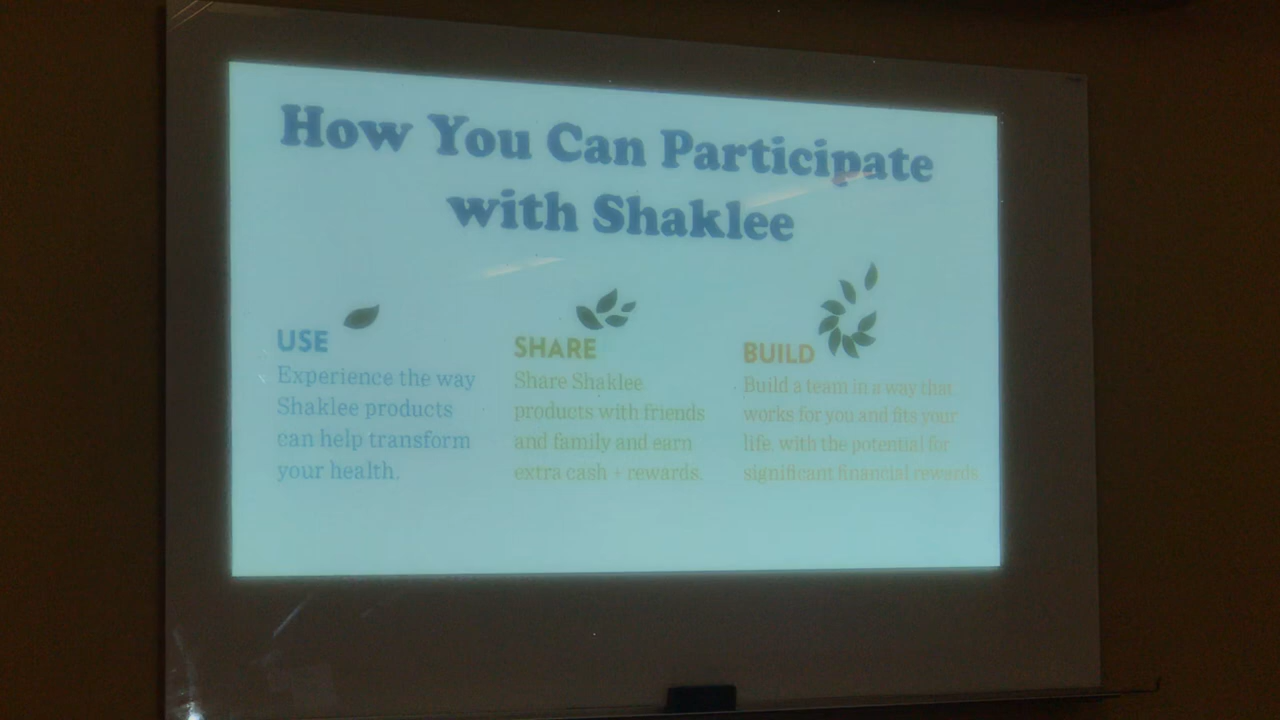 How You Can Participate
with Shaklee
USE
Experience the way
Shaklee products
can help transform
your health.
SHARE
Share Shaklee
products with friends
and family and earn
extra cash + rewards.
BUILD
Build a team in a way that
works for you and fits your
life, with the potential for
significant financial rewards.